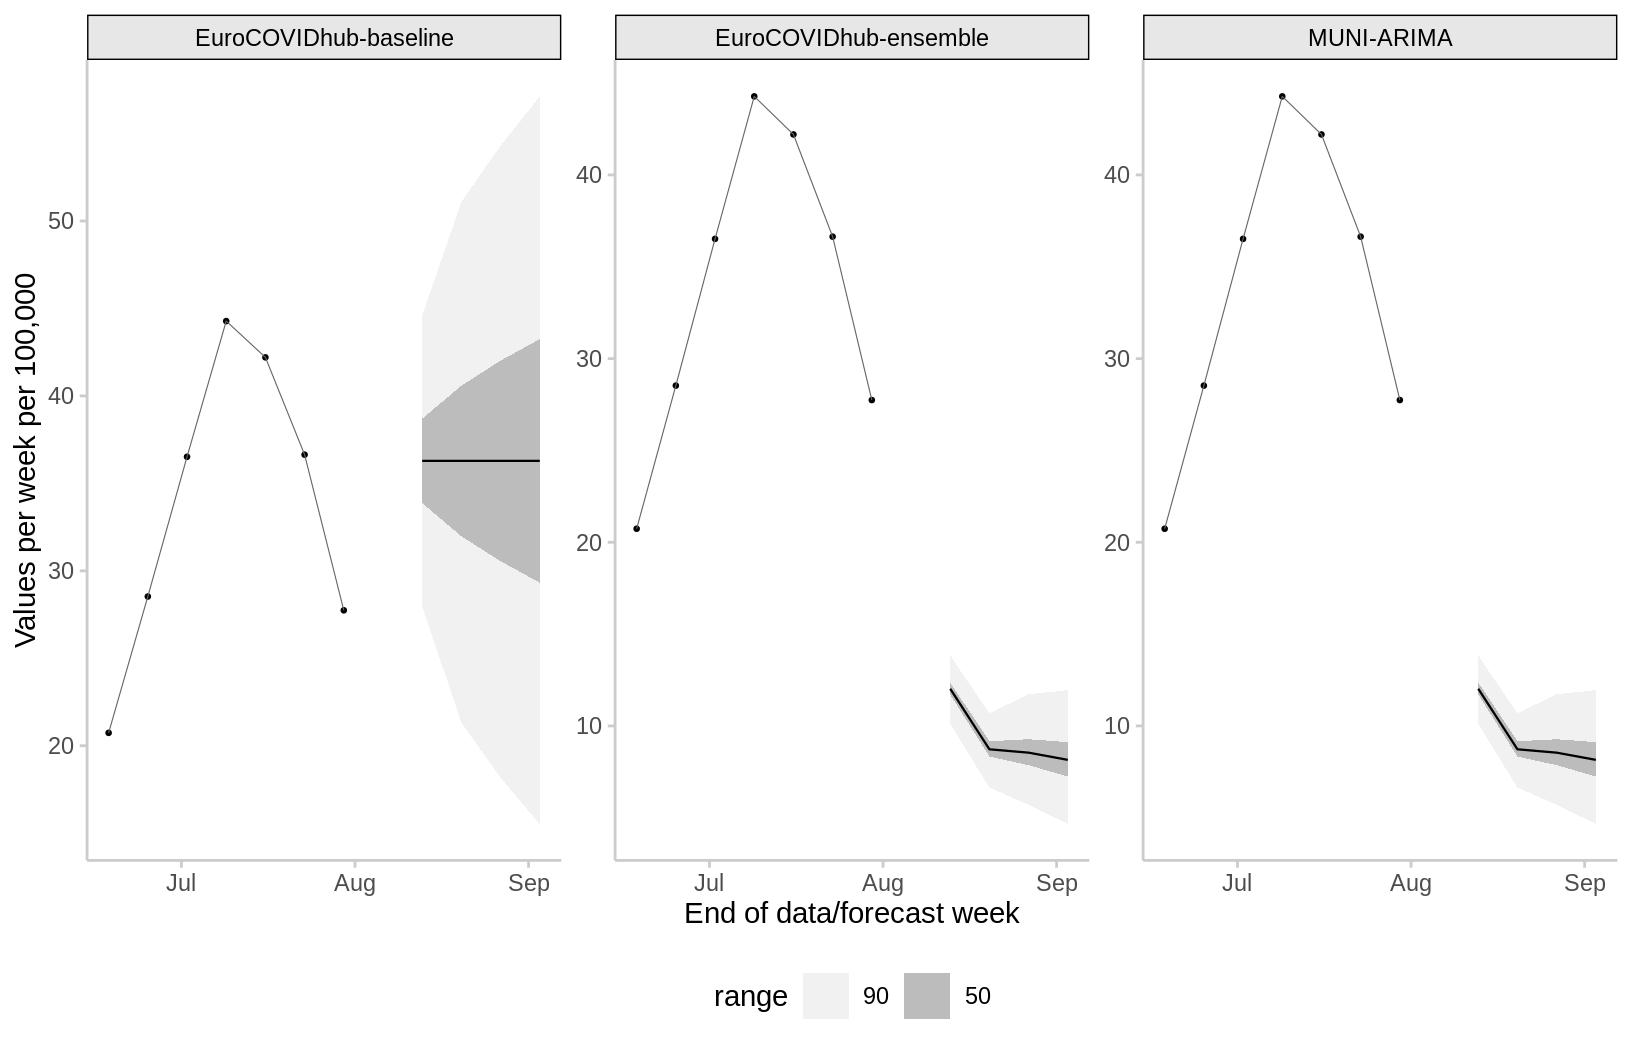 EuroCOVIDhub-baseline
EuroCOVIDhub-ensemble
MUNI-ARIMA
Values per week per 100,000
50
40
30
20
40
30
20
10
40
30
20
10
Jul Aug Sep
Jul Aug Sep
Jul Aug Sep
End of data/forecast week
range 90 50